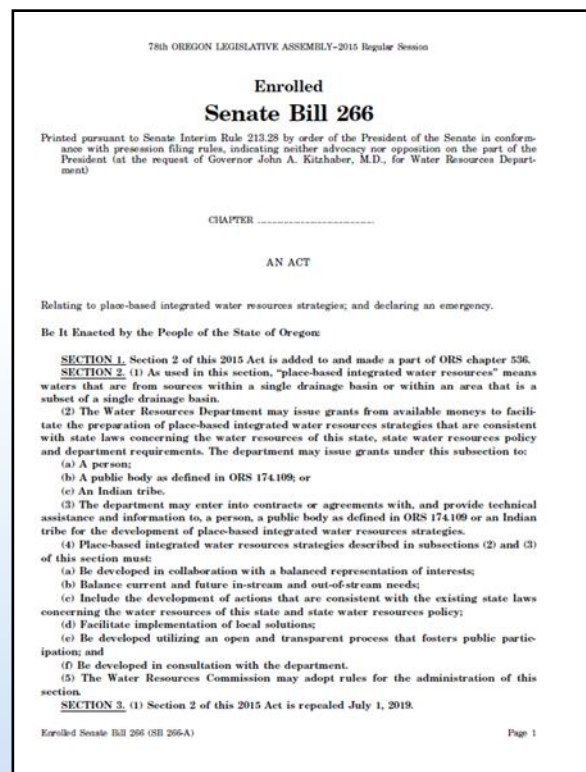 78th OREGON LEGISLATIVE ASSEMBLY--2015 Regular Session
Enrolled
Senate Bill 266
Printed pursuant to Senate Interim Rule 213.28 by order of the President of the Senate in conform-
ance with presession filing rules, indicating neither advocacy nor opposition on the part of the
President (at the request of Governor John A. Kitzhaber, M.D., for Water Resources Depart-
ment)
CHAPTER .................................................
AN ACT
Relating to place-based integrated water resources strategies; and declaring an emergency.
Be It Enacted by the People of the State of Oregon:
SECTION 1. Section 2 of this 2015 Act is added to and made a part of ORS chapter 536.
SECTION 2. (1) As used in this section, “place-based integrated water resources” means
waters that are from sources within a single drainage basin or within an area that is a
subset of a single drainage basin.
(2) The Water Resources Department may issue grants from available moneys to facili-
tate the preparation of place-based integrated water resources strategies that are consistent
with state laws concerning the water resources of this state, state water resources policy
and department requirements. The department may issue grants under this subsection to:
(a) A person;
(b) A public body as defined in ORS 174.109; or
(c) An Indian tribe.
(3) The department may enter into contracts or agreements with, and provide technical
assistance and information to, a person, a public body as defined in ORS 174.109 or an Indian
tribe for the development of place-based integrated water resources strategies.
(4) Place-based integrated water resources strategies described in subsections (2) and (3)
of this section must:
(a) Be developed in collaboration with a balanced representation of interests;
(b) Balance current and future in-stream and out-of-stream needs;
(c) Include the development of actions that are consistent with the existing state laws
concerning the water resources of this state and state water resources policy;
(d) Facilitate implementation of local solutions;
(e) Be developed utilizing an open and transparent process that fosters public partic-
ipation; and
(f) Be developed in consultation with the department.
(5) The Water Resources Commission may adopt rules for the administration of this
section.
SECTION 3. (1) Section 2 of this 2015 Act is repealed July 1, 2019.
Enrolled Senate Bill 266 (SB 266-A) Page 1